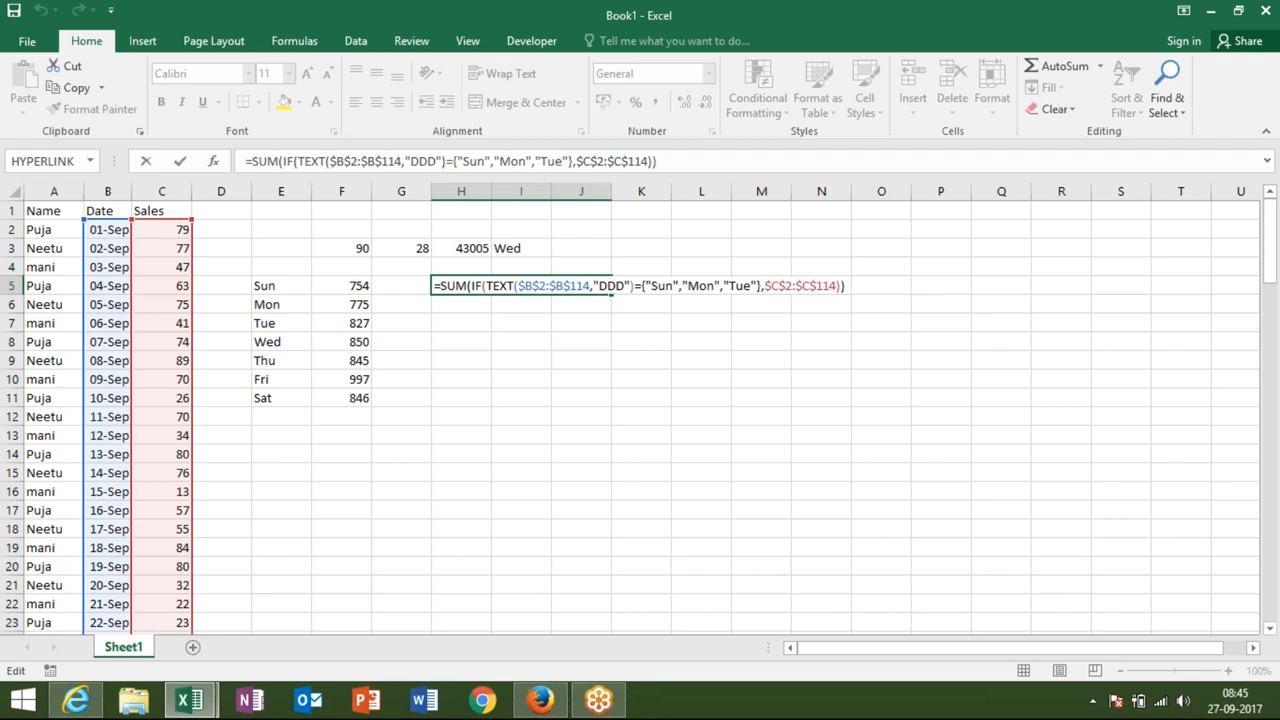 Book1 - Excel
File Home Insert Page Layout Formulas Data Review View Developer Tell me what you want to do... Sign in Share
Cut
Copy
Format Painter
Paste
Clipboard
Calibri 11
B I U
Font
Wrap Text
Merge & Center
Alignment
General
%
Number
Conditional Formatting
Format as Table
Cell Styles
Styles
Insert Delete Format
Cells
AutoSum
Fill
Clear
Sort & Filter
Find & Select
Editing
HYPERLINK fx =SUM(IF(TEXT($B$2:$B$114,"DDD")={"Sun","Mon","Tue"},$C$2:$C$114))
A B C D E F G H I J K L M N O P Q R S T U
1 Name Date Sales
2 Puja 01-Sep 79
3 Neetu 02-Sep 77 90 28 43005 Wed
4 mani 03-Sep 47
5 Puja 04-Sep 63 Sun 754 =SUM(IF(TEXT($B$2:$B$114,"DDD")={"Sun","Mon","Tue"},$C$2:$C$114))
6 Neetu 05-Sep 75 Mon 775
7 mani 06-Sep 41 Tue 827
8 Puja 07-Sep 74 Wed 850
9 Neetu 08-Sep 89 Thu 845
10 mani 09-Sep 70 Fri 997
11 Puja 10-Sep 26 Sat 846
12 Neetu 11-Sep 70
13 mani 12-Sep 34
14 Puja 13-Sep 80
15 Neetu 14-Sep 76
16 mani 15-Sep 13
17 Puja 16-Sep 57
18 Neetu 17-Sep 55
19 mani 18-Sep 84
20 Puja 19-Sep 80
21 Neetu 20-Sep 32
22 mani 21-Sep 22
23 Puja 22-Sep 23
Sheet1
Edit 100%
08:45
27-09-2017